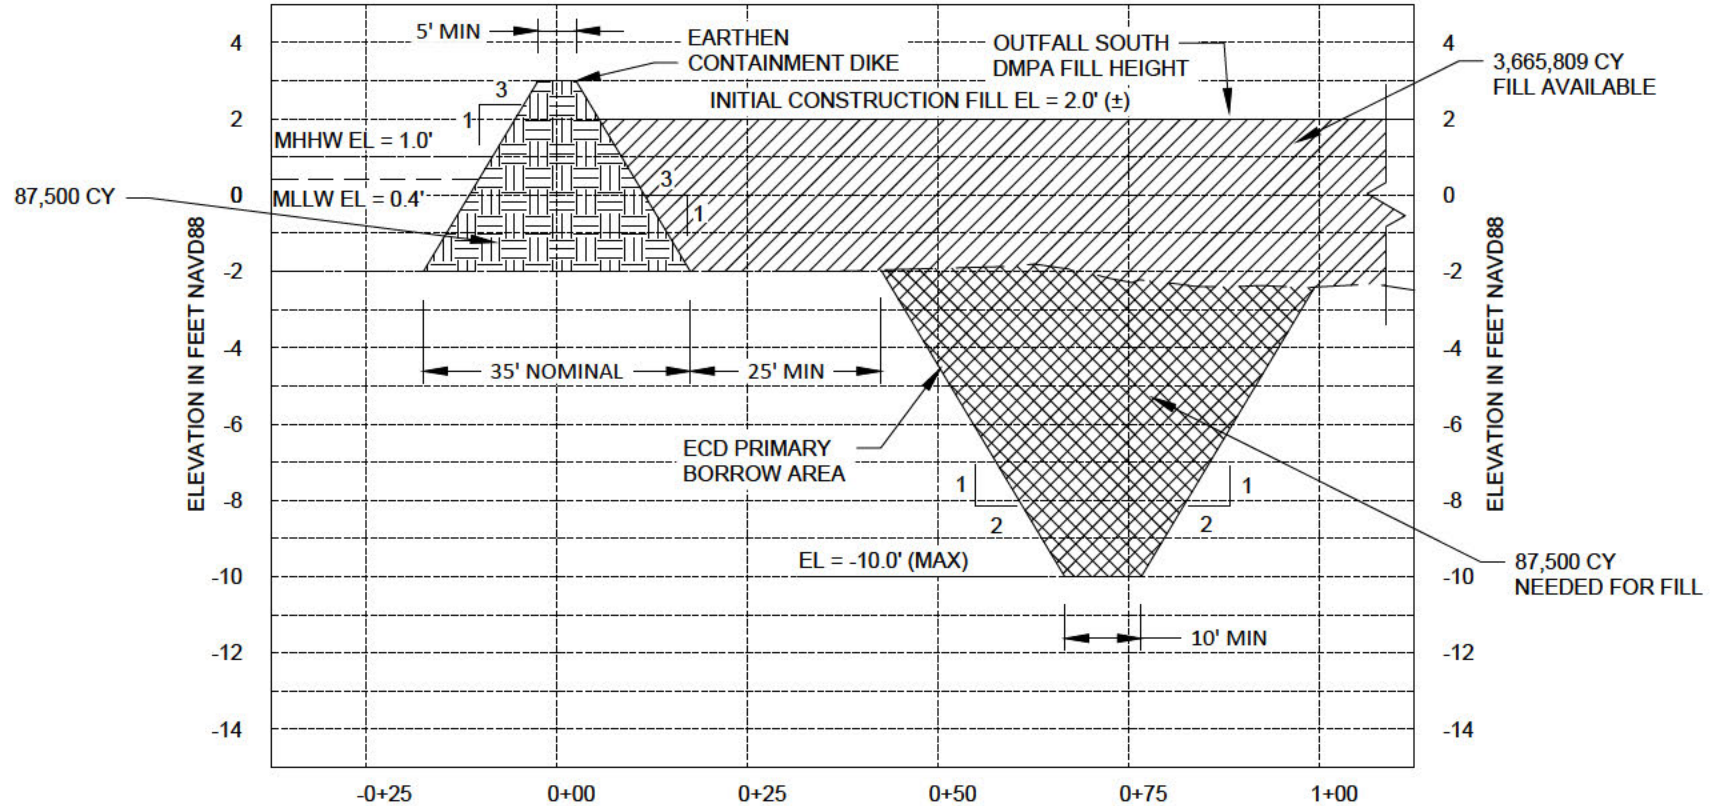 5' MIN
EARTHEN
CONTAINMENT DIKE
OUTFALL SOUTH
DMPA FILL HEIGHT
3,665,809 CY
FILL AVAILABLE
INITIAL CONSTRUCTION FILL EL = 2.0' (±)
3
1
MHHW EL = 1.0'
MLLW EL = 0.4'
87,500 CY
3
1
35' NOMINAL
25' MIN
ECD PRIMARY
BORROW AREA
1
2
1
2
EL = -10.0' (MAX)
87,500 CY
NEEDED FOR FILL
10' MIN
ELEVATION IN FEET NAVD88
4
2
0
-2
-4
-6
-8
-10
-12
-14
4
2
0
-2
-4
-6
-8
-10
-12
-14
ELEVATION IN FEET NAVD88
-0+25
0+00
0+25
0+50
0+75
1+00